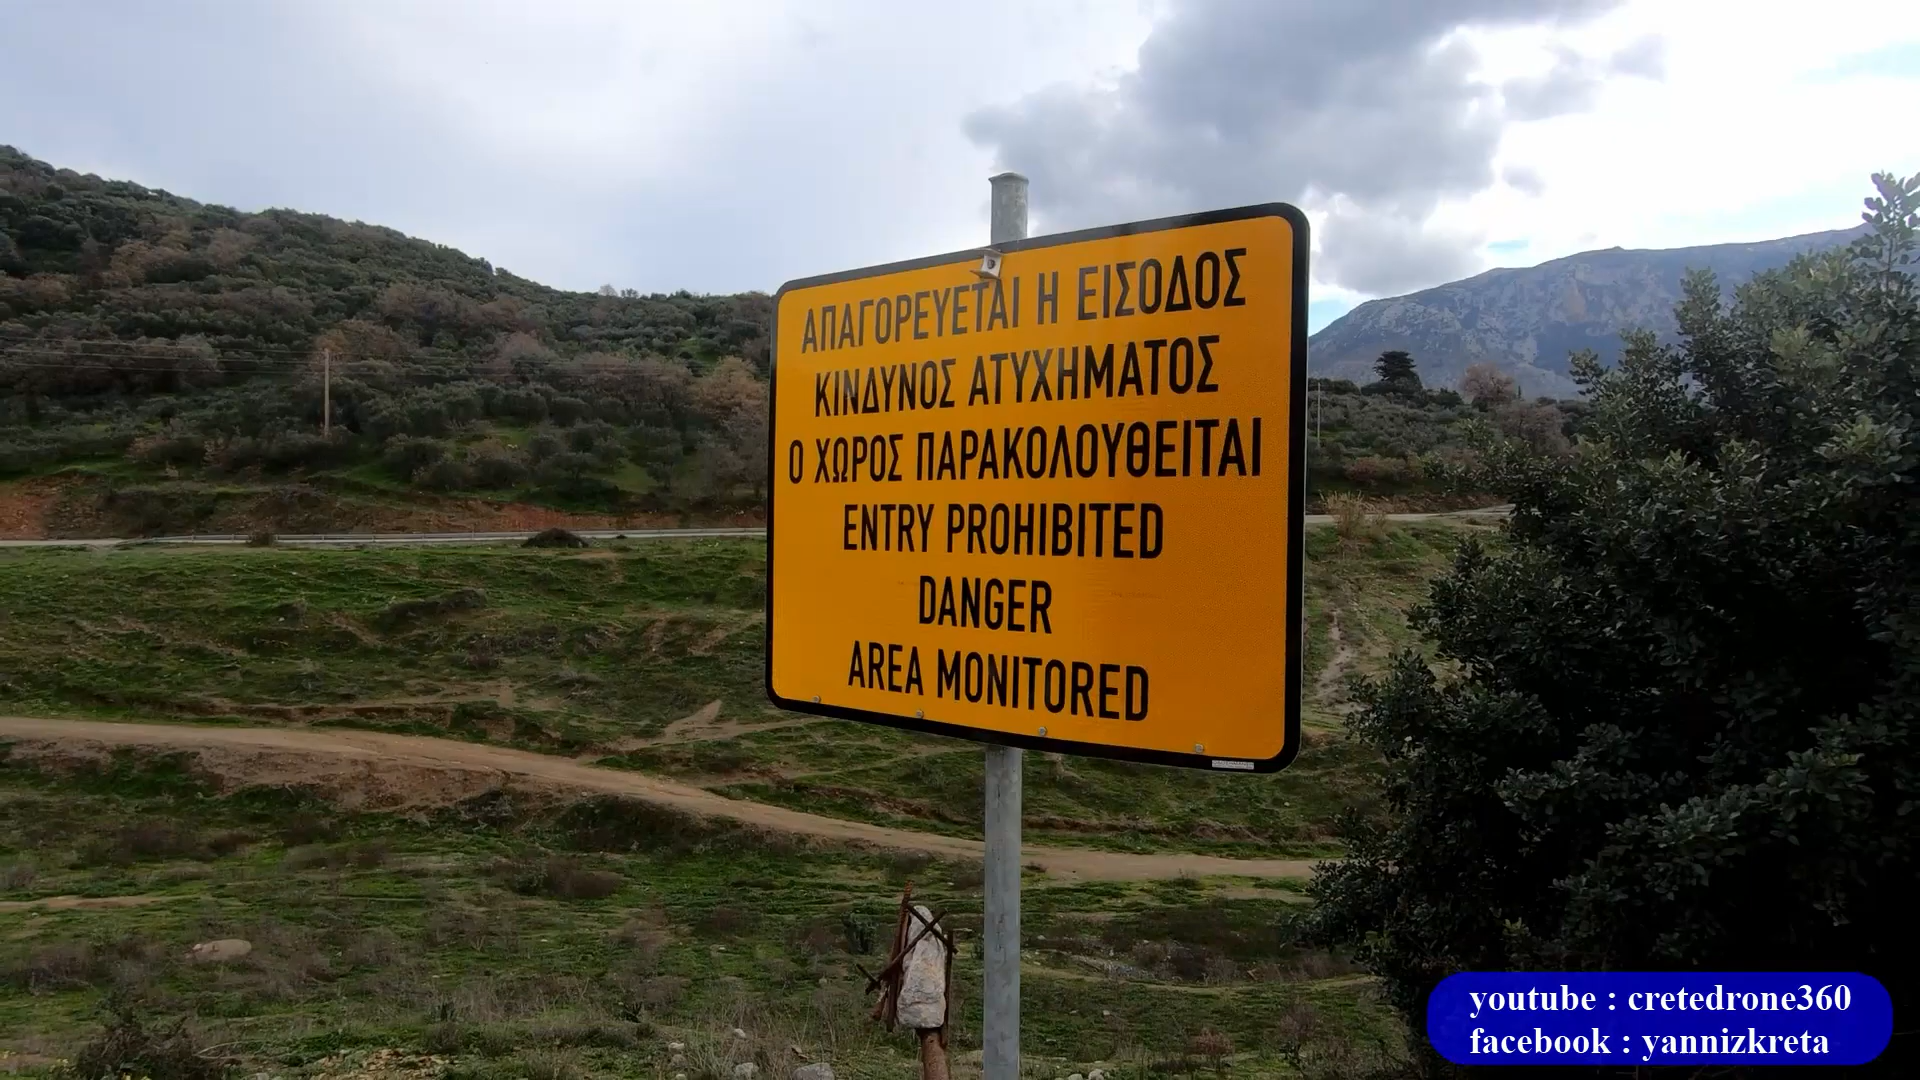 ΑΠΑΓΟΡΕΥΕΤΑΙ Η ΕΙΣΟΔΟΣ
ΚΙΝΔΥΝΟΣ ΑΤΥΧΗΜΑΤΟΣ
Ο ΧΩΡΟΣ ΠΑΡΑΚΟΛΟΥΘΕΙΤΑΙ
ENTRY PROHIBITED
DANGER
AREA MONITORED
youtube : cretedrone360
facebook : yannizkreta